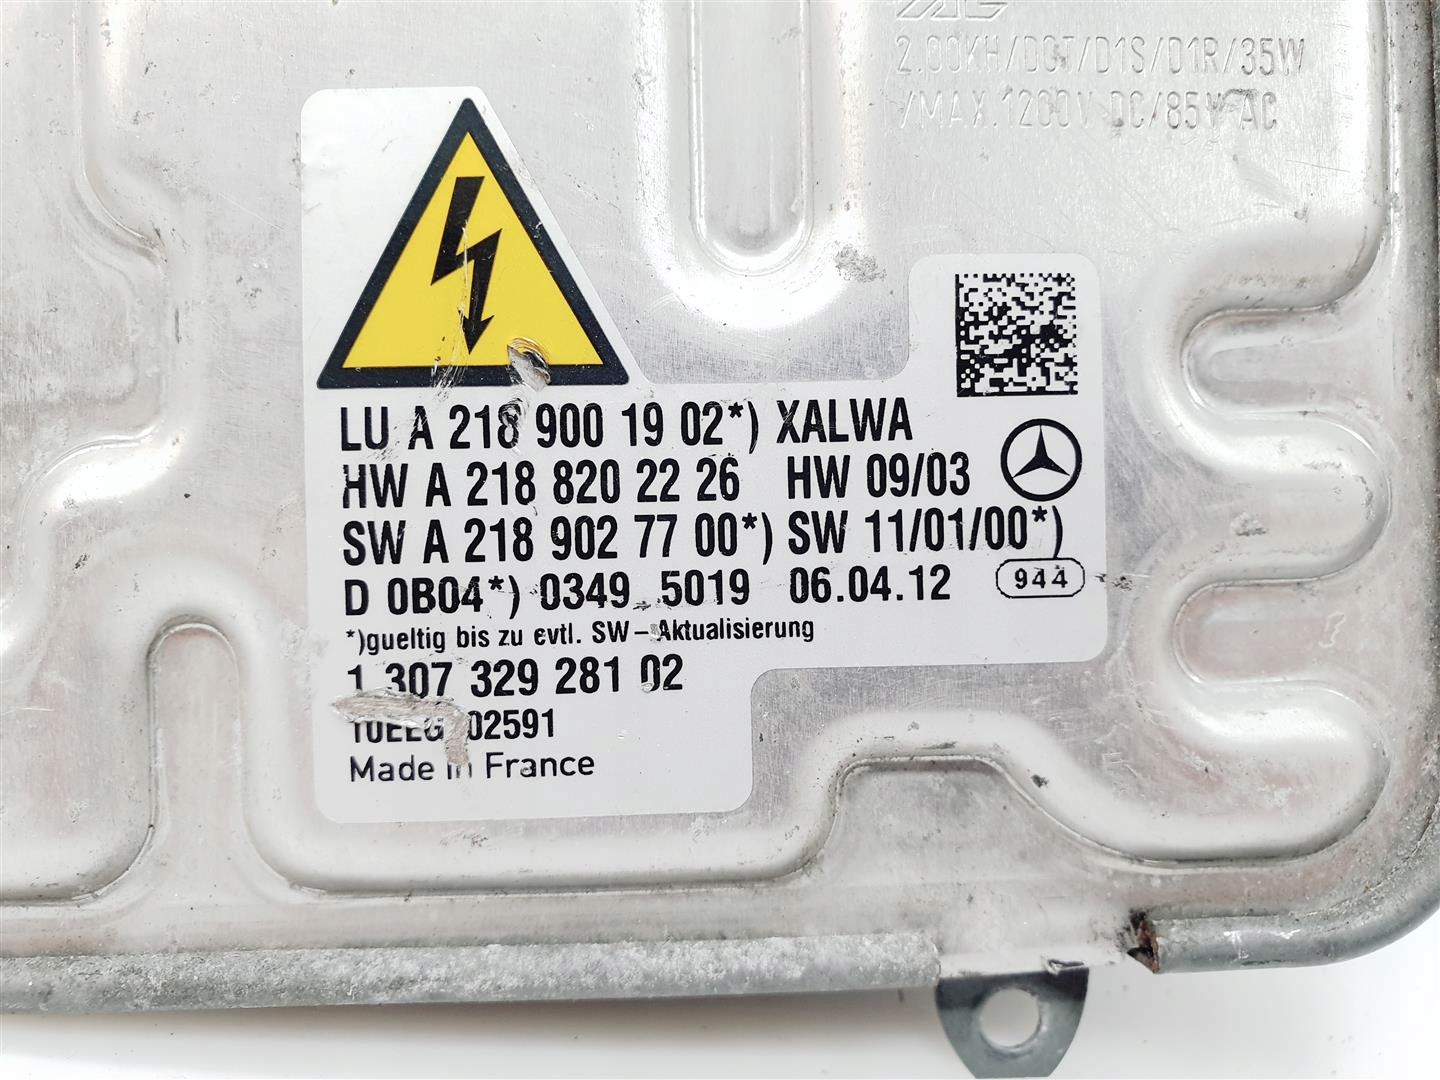 2.00KH/DOT/D1S/D1R/35W
/MAX.1200V DC/85V AC
LU A 218 900 19 02*) XALWA
HW A 218 820 22 26 HW 09/03
SW A 218 902 77 00*) SW 11/01/00*)
D 0B04*) 0349 5019 06.04.12 944
*)gueltig bis zu evtl. SW-Aktualisierung
1 307 329 281 02
10EEG 02591
Made in France